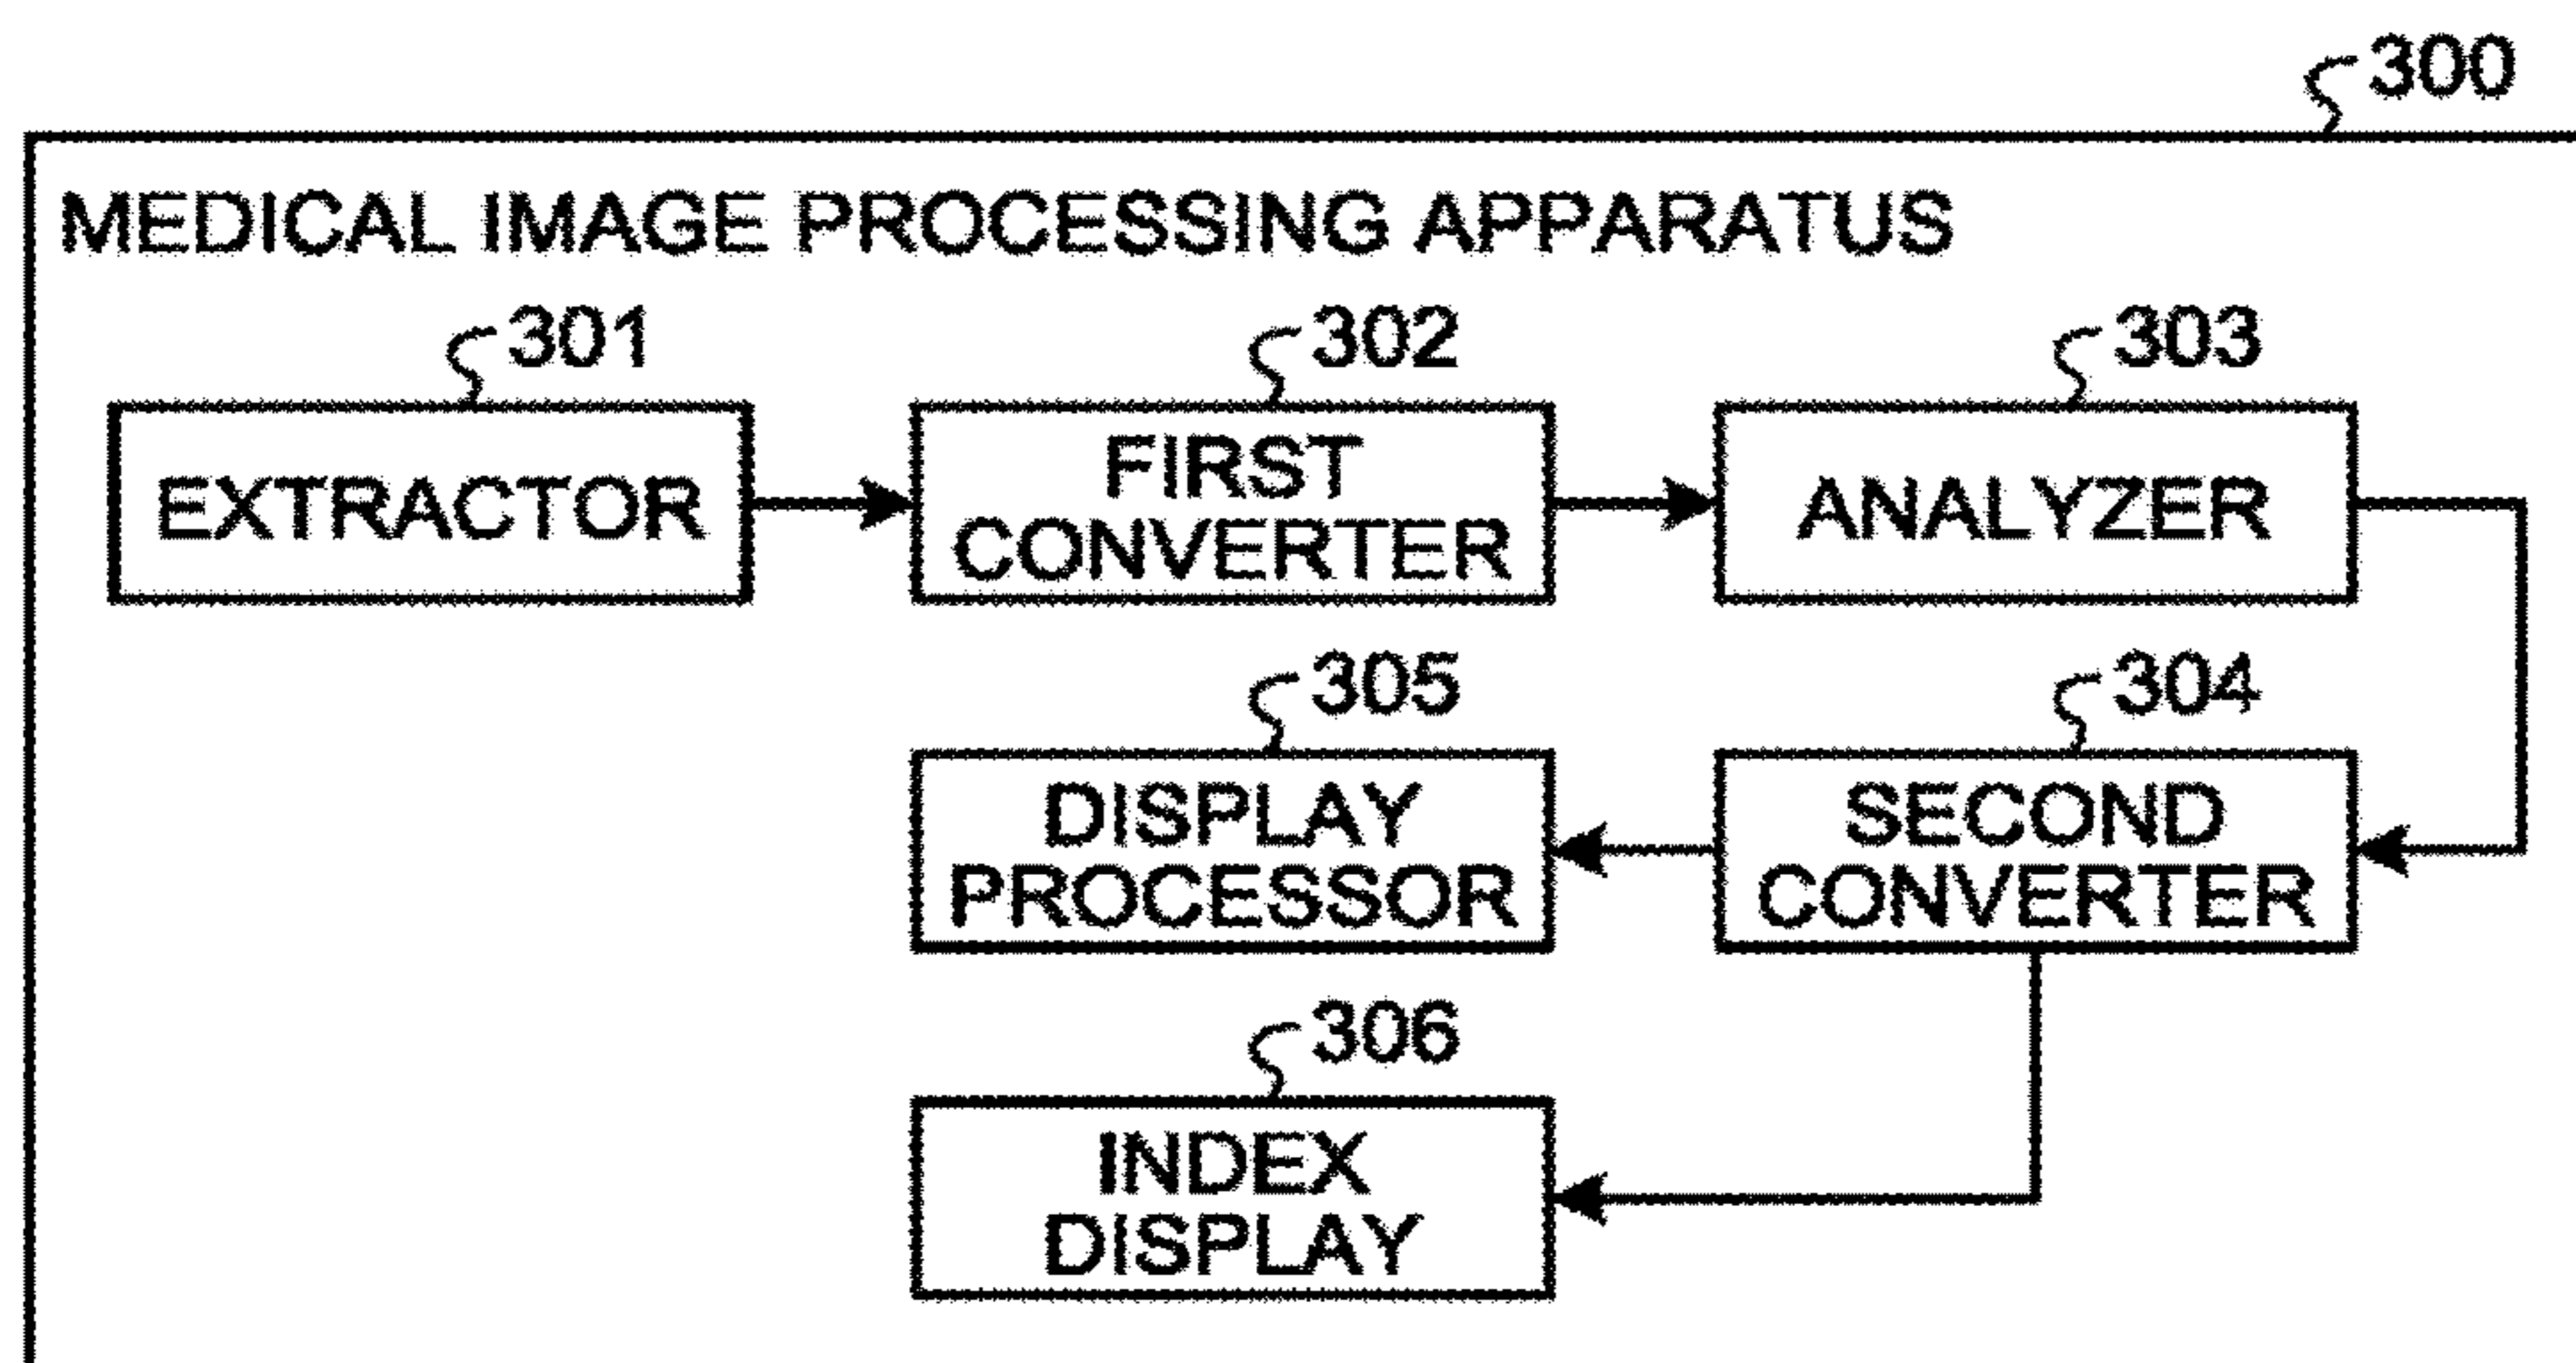 300
MEDICAL IMAGE PROCESSING APPARATUS
301
302
303
EXTRACTOR
FIRST
CONVERTER
ANALYZER
305
304
DISPLAY
PROCESSOR
SECOND
CONVERTER
306
INDEX
DISPLAY